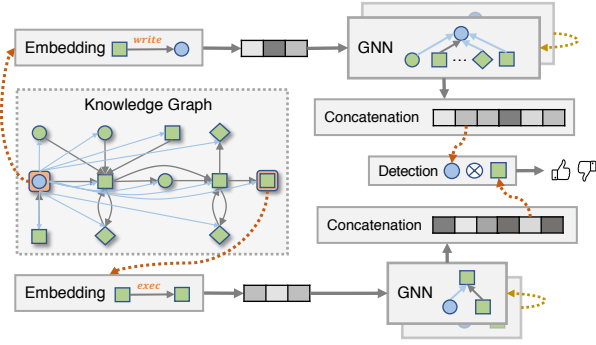 Embedding
write
GNN
...
Knowledge Graph
Concatenation
Detection
Concatenation
Embedding
exec
GNN